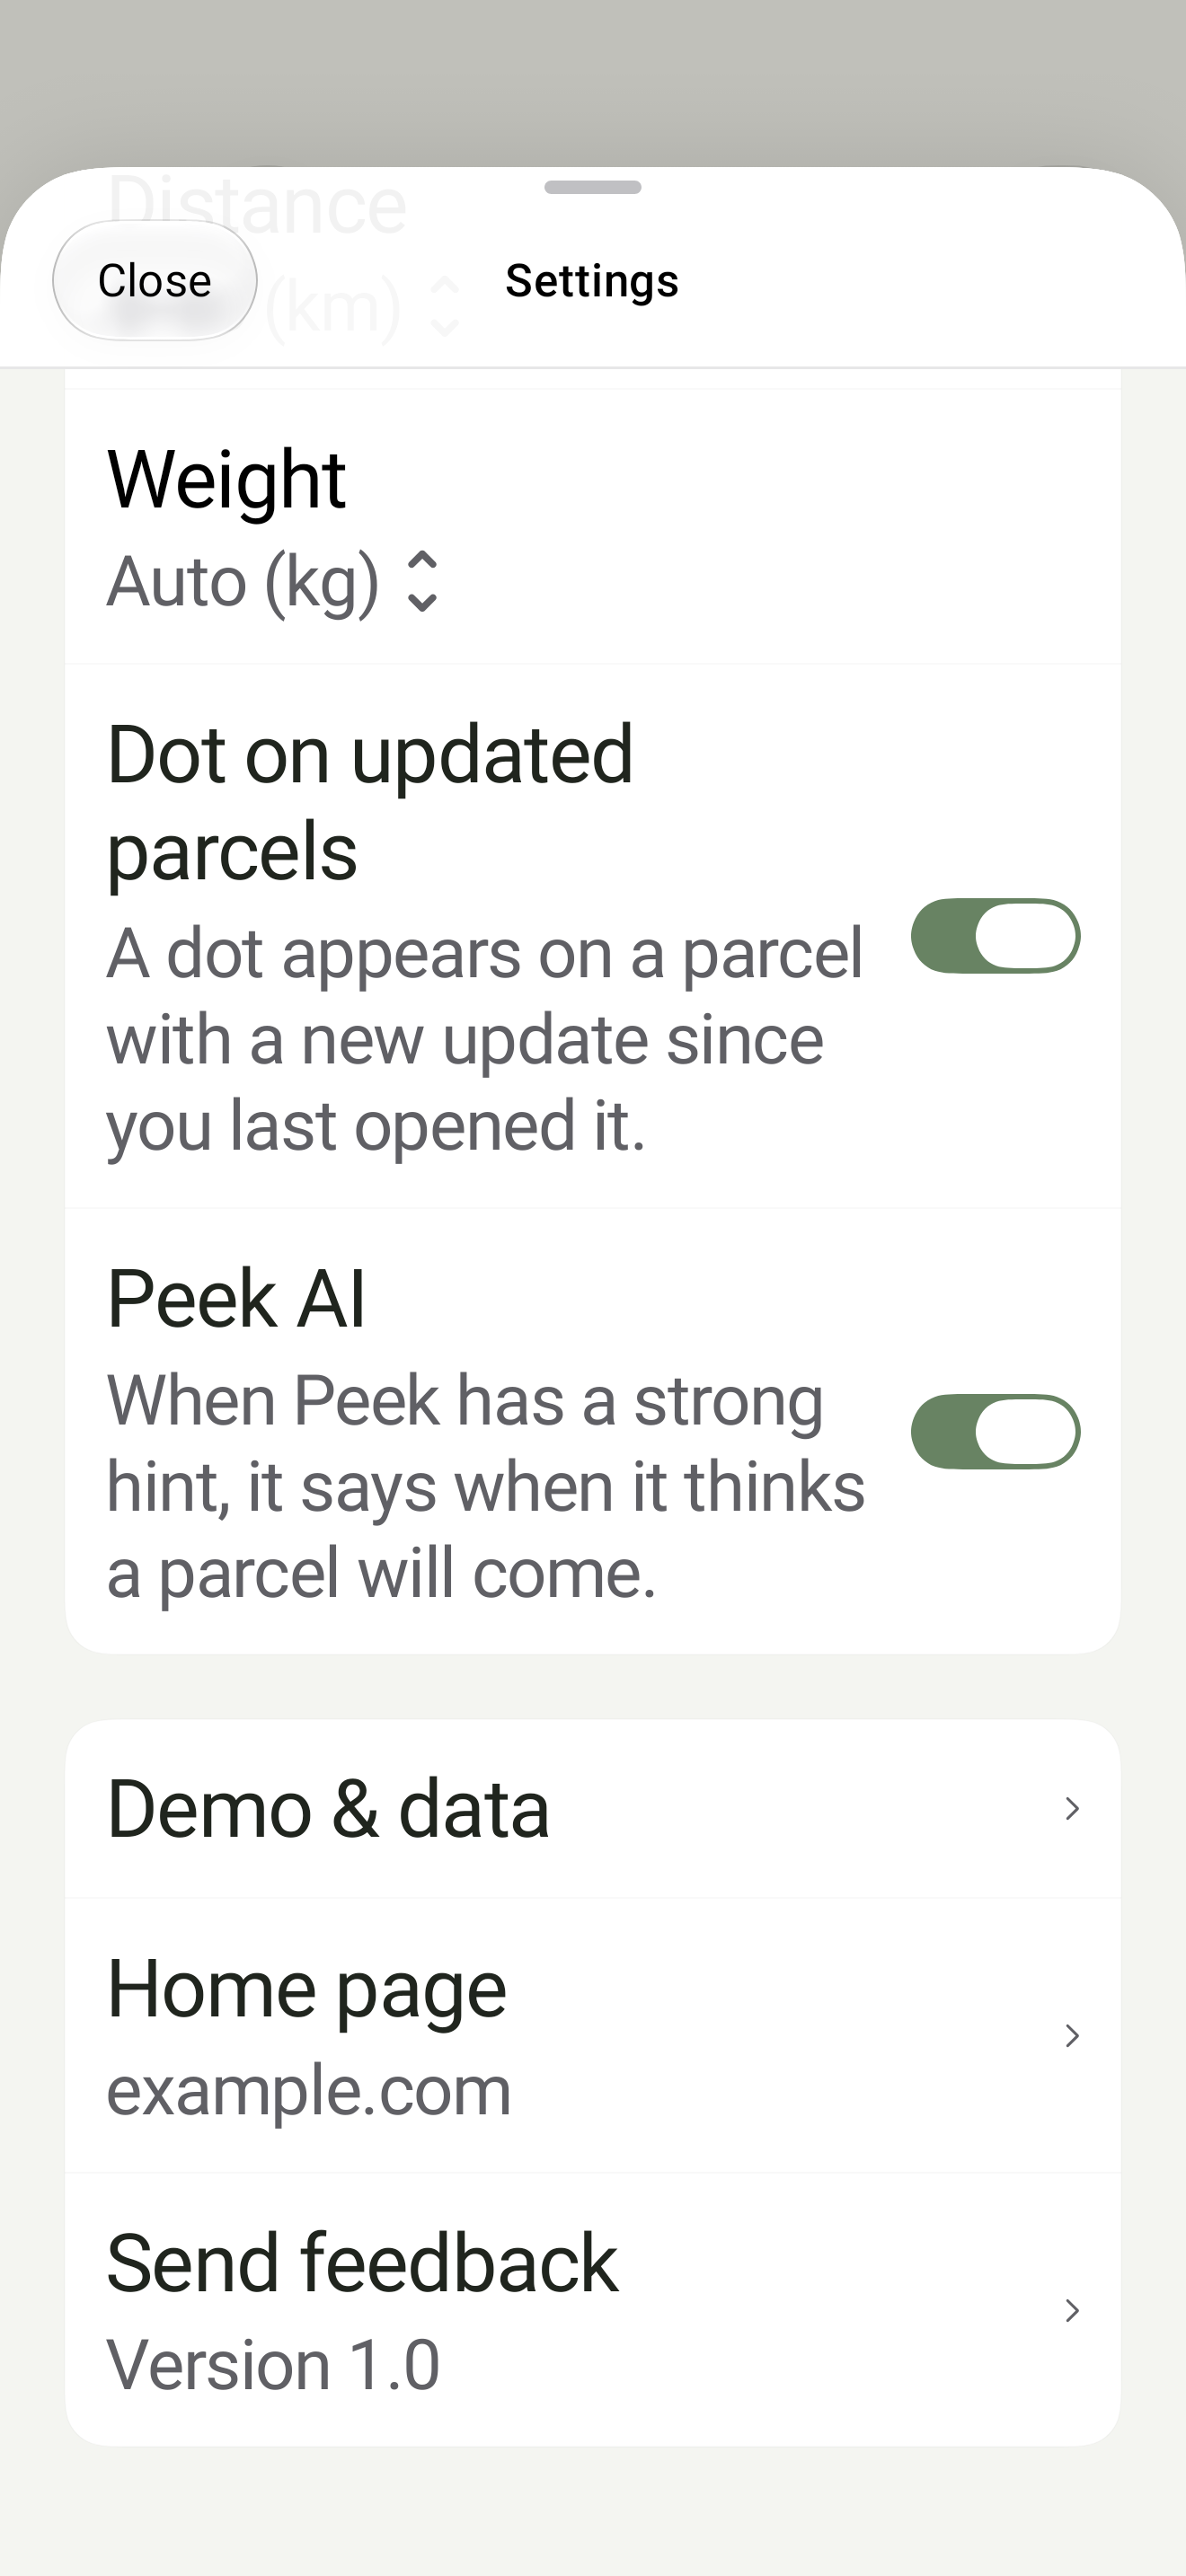 Distance
Close
(km)
Settings
Weight
Auto (kg)
Dot on updated
parcels
A dot appears on a parcel
with a new update since
you last opened it.
Peek AI
When Peek has a strong
hint, it says when it thinks
a parcel will come.
Demo & data
Home page
example.com
Send feedback
Version 1.0